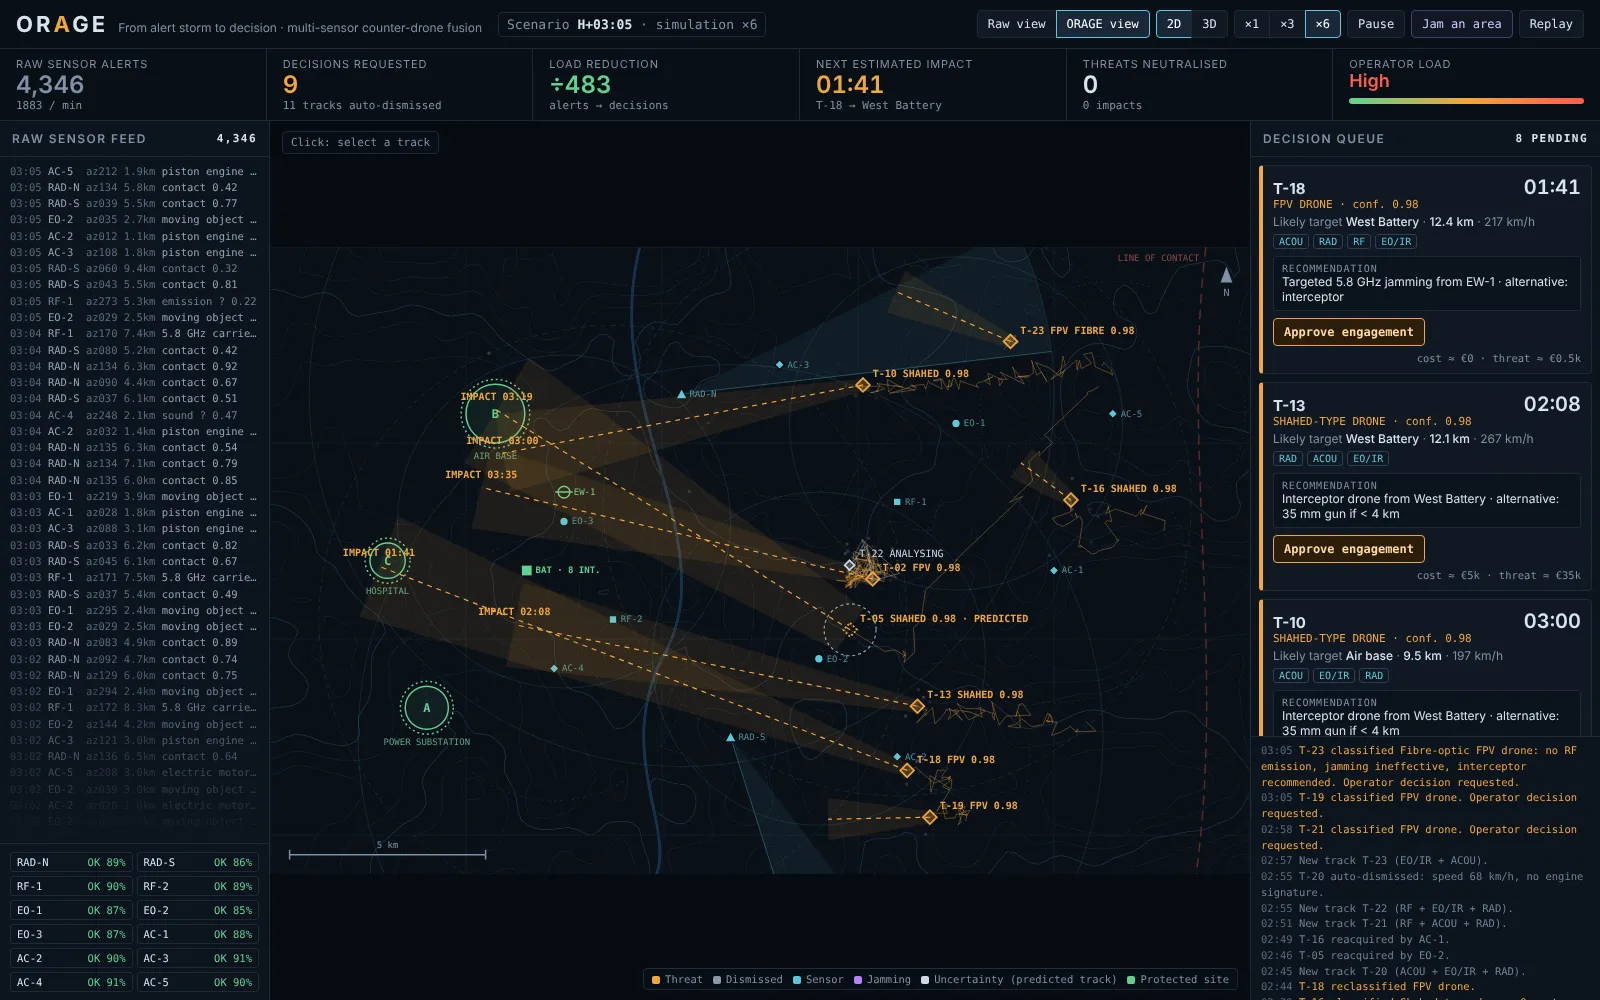 ORAGE From alert storm to decision · multi-sensor counter-drone fusion
Scenario H+03:05 · simulation ×6
Raw view ORAGE view 2D 3D ×1 ×3 ×6 Pause Jam an area Replay
RAW SENSOR ALERTS
4,346
1883 / min
DECISIONS REQUESTED
9
11 tracks auto-dismissed
LOAD REDUCTION
÷483
alerts → decisions
NEXT ESTIMATED IMPACT
01:41
T-18 → West Battery
THREATS NEUTRALISED
0
0 impacts
OPERATOR LOAD
High
RAW SENSOR FEED 4,346
03:05 AC-5 az212 1.9km piston engine …
03:05 RAD-N az134 5.8km contact 0.42
03:05 RAD-S az039 5.5km contact 0.77
03:05 EO-2 az035 2.7km moving object …
03:05 AC-2 az012 1.1km piston engine …
03:05 AC-3 az108 1.8km piston engine …
03:05 RAD-S az060 9.4km contact 0.32
03:05 RAD-S az043 5.5km contact 0.81
03:05 RF-1 az273 5.3km emission ? 0.22
03:05 EO-2 az029 2.5km moving object …
03:04 RF-1 az170 7.4km 5.8 GHz carrie…
03:04 RAD-S az080 5.2km contact 0.42
03:04 RAD-N az134 6.3km contact 0.92
03:04 RAD-N az090 4.4km contact 0.67
03:04 RAD-S az037 6.1km contact 0.51
03:04 AC-4 az248 2.1km sound ? 0.47
03:04 AC-2 az032 1.4km piston engine …
03:04 RAD-N az135 6.3km contact 0.54
03:04 RAD-N az134 7.1km contact 0.79
03:04 RAD-N az135 6.0km contact 0.85
03:03 EO-1 az219 3.9km moving object …
03:03 AC-1 az028 1.8km piston engine …
03:03 AC-3 az088 3.1km piston engine …
03:03 RAD-S az033 6.2km contact 0.82
03:03 RAD-S az045 6.1km contact 0.67
03:03 RF-1 az171 7.5km 5.8 GHz carrie…
03:03 RAD-S az037 5.4km contact 0.49
03:03 EO-1 az295 2.4km moving object …
03:03 EO-2 az029 2.5km moving object …
03:03 RAD-N az083 4.9km contact 0.89
03:02 RAD-N az092 4.7km contact 0.74
03:02 RAD-N az129 6.0km contact 0.75
03:02 EO-1 az294 2.4km moving object …
03:02 RF-1 az172 8.3km 5.8 GHz carrie…
03:02 EO-2 az144 4.2km moving object …
03:02 AC-3 az121 3.0km piston engine …
03:02 RAD-N az136 6.5km contact 0.64
03:02 AC-5 az208 3.0km electric motor…
03:02 EO-2 az039 3.0km moving object …
03:02 AC-2 electric motor…
EO-2 moving object …
RAD-N OK 89% RAD-S OK 86%
RF-1 OK 90% RF-2 OK 89%
EO-1 OK 87% EO-2 OK 85%
EO-3 OK 87% AC-1 OK 88%
AC-2 OK 90% AC-3 OK 91%
AC-4 OK 91% AC-5 OK 90%
Click: select a track
LINE OF CONTACT
N
T-23 FPV FIBRE 0.98
AC-3
T-10 SHAHED 0.98
RAD-N
IMPACT 03:19
B
AC-5
EO-1
IMPACT 03:00
AIR BASE
IMPACT 03:35
EW-1
T-16 SHAHED 0.98
RF-1
EO-3
IMPACT 01:41
C
HOSPITAL
T-22 ANALYSING
T-02 FPV 0.98
BAT · 8 INT.
AC-1
IMPACT 02:08
RF-2
T-05 SHAHED 0.98 · PREDICTED
EO-2
AC-4
T-13 SHAHED 0.98
A
POWER SUBSTATION
RAD-S
AC-2
T-18 FPV 0.98
T-19 FPV 0.98
5 km
Threat Dismissed Sensor Jamming Uncertainty (predicted track) Protected site
DECISION QUEUE 8 PENDING
T-18 01:41
FPV DRONE · conf. 0.98
Likely target West Battery · 12.4 km · 217 km/h
ACOU RAD RF EO/IR
RECOMMENDATION
Targeted 5.8 GHz jamming from EW-1 · alternative:
interceptor
Approve engagement
cost ≈ €0 · threat ≈ €0.5k
T-13 02:08
SHAHED-TYPE DRONE · conf. 0.98
Likely target West Battery · 12.1 km · 267 km/h
RAD ACOU EO/IR
RECOMMENDATION
Interceptor drone from West Battery · alternative:
35 mm gun if < 4 km
Approve engagement
cost ≈ €5k · threat ≈ €35k
T-10 03:00
SHAHED-TYPE DRONE · conf. 0.98
Likely target Air base · 9.5 km · 197 km/h
ACOU EO/IR RAD
RECOMMENDATION
Interceptor drone from West Battery · alternative:
35 mm gun if < 4 km
03:05 T-23 classified Fibre-optic FPV drone: no RF
emission, jamming ineffective, interceptor
recommended. Operator decision requested.
03:05 T-19 classified FPV drone. Operator decision
requested.
02:58 T-21 classified FPV drone. Operator decision
requested.
02:57 New track T-23 (EO/IR + ACOU).
02:55 T-20 auto-dismissed: speed 68 km/h, no engine
signature.
02:55 New track T-22 (RF + EO/IR + RAD).
02:51 New track T-21 (RF + ACOU + RAD).
02:49 T-16 reacquired by AC-1.
02:46 T-05 reacquired by EO-2.
02:45 New track T-20 (ACOU + EO/IR + RAD).
02:44 T-18 reclassified FPV drone.